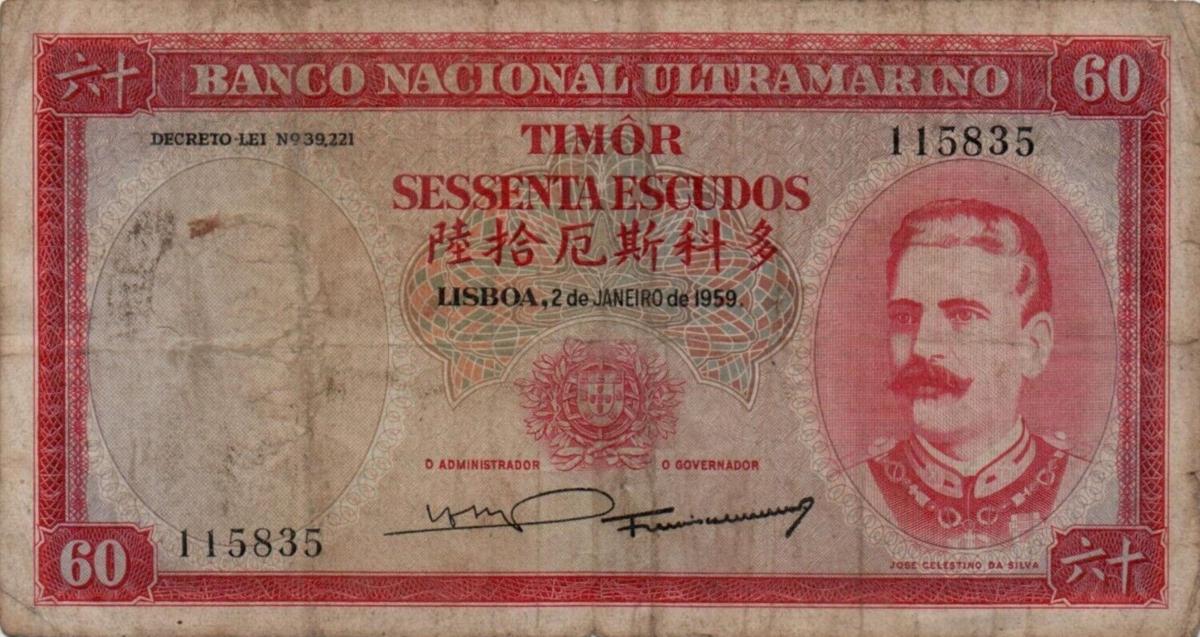 六十 BANCO NACIONAL ULTRAMARINO 60
DECRETO-LEI Nº 39,221
TIMÔR
115835
SESSENTA ESCUDOS
陸拾厄斯科多
LISBOA, 2 de JANEIRO de 1959.
O ADMINISTRADOR O GOVERNADOR
115835
60
JOSÉ CELESTINO DA SILVA
六十